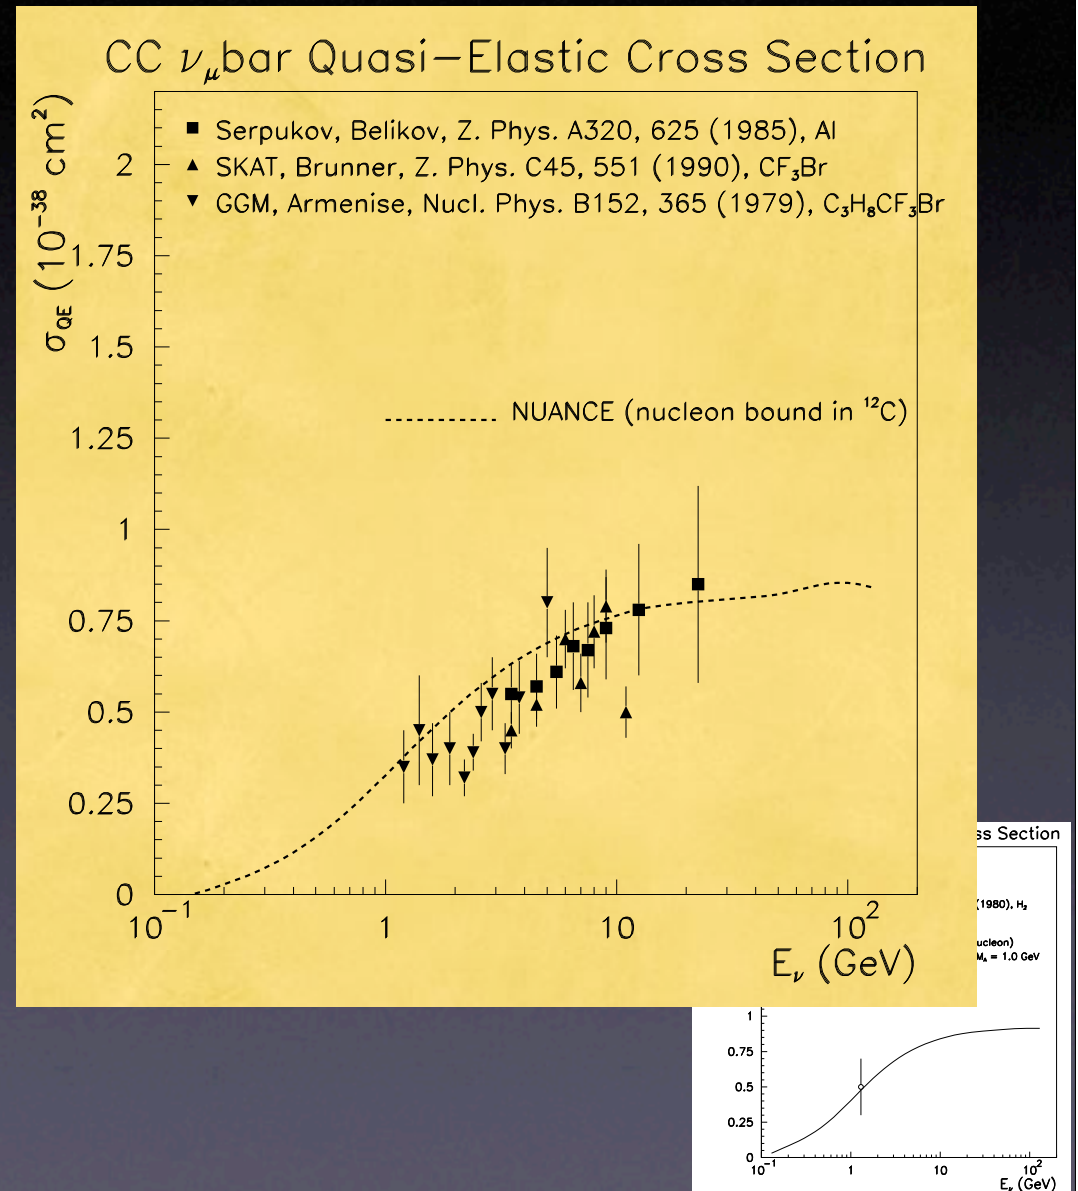 CC ν_μbar Quasi−Elastic Cross Section
Serpukov, Belikov, Z. Phys. A320, 625 (1985), Al
SKAT, Brunner, Z. Phys. C45, 551 (1990), CF₃Br
GGM, Armenise, Nucl. Phys. B152, 365 (1979), C₃H₈CF₃Br
σ_QE (10⁻³⁸ cm²)
2
1.75
1.5
NUANCE (nucleon bound in ¹²C)
1.25
1
0.75
0.5
0.25
0
10⁻¹ 1 10 10²
E_ν (GeV)
ss Section
(1980), H₂
ucleon)
M_A = 1.0 GeV
1
0.75
0.5
0.25
0
10⁻¹ 1 10 10²
E_ν (GeV)